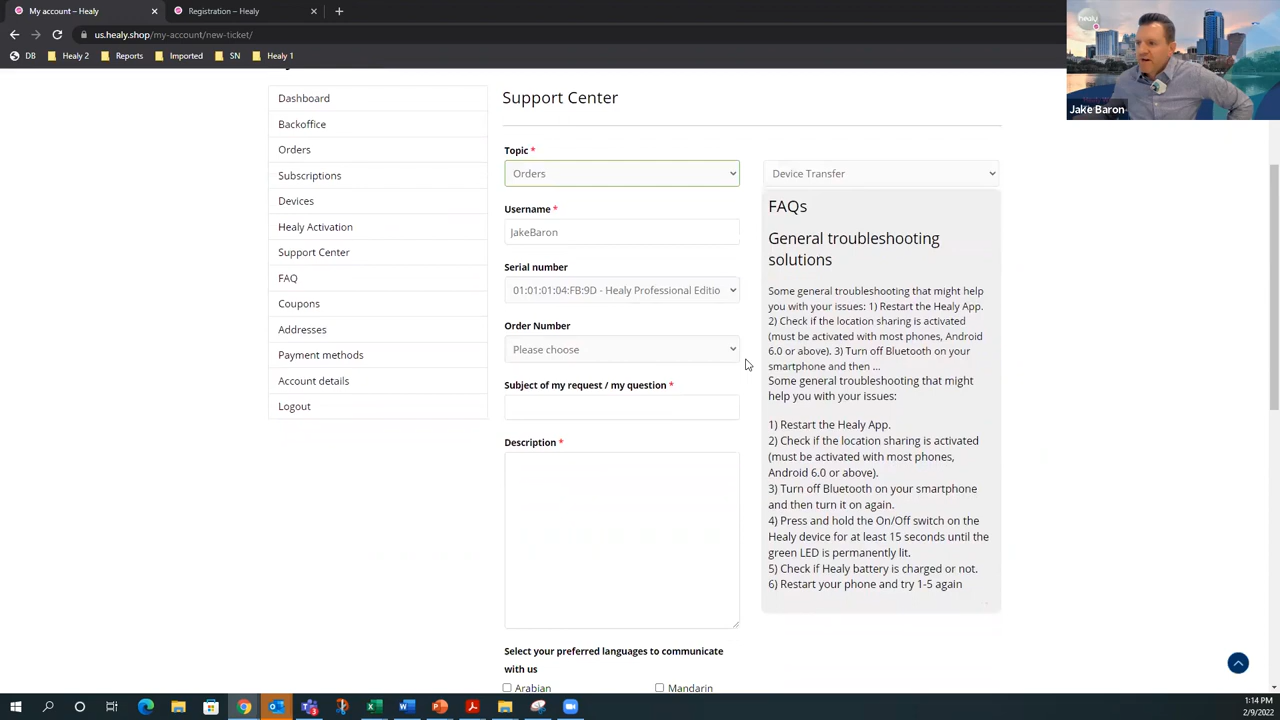 My account – Healy
Registration – Healy
us.healy.shop/my-account/new-ticket/
DB
Healy 2
Reports
Imported
SN
Healy 1
healy
Jake Baron
Dashboard
Backoffice
Orders
Subscriptions
Devices
Healy Activation
Support Center
FAQ
Coupons
Addresses
Payment methods
Account details
Logout
Support Center
Topic *
Orders
Username *
JakeBaron
Serial number
01:01:01:04:FB:9D - Healy Professional Editio
Order Number
Please choose
Subject of my request / my question *
Description *
Select your preferred languages to communicate
with us
Arabian
Mandarin
Device Transfer
FAQs
General troubleshooting
solutions
Some general troubleshooting that might help
you with your issues: 1) Restart the Healy App.
2) Check if the location sharing is activated
(must be activated with most phones, Android
6.0 or above). 3) Turn off Bluetooth on your
smartphone and then ...
Some general troubleshooting that might
help you with your issues:
1) Restart the Healy App.
2) Check if the location sharing is activated
(must be activated with most phones,
Android 6.0 or above).
3) Turn off Bluetooth on your smartphone
and then turn it on again.
4) Press and hold the On/Off switch on the
Healy device for at least 15 seconds until the
green LED is permanently lit.
5) Check if Healy battery is charged or not.
6) Restart your phone and try 1-5 again
1:14 PM
2/9/2022